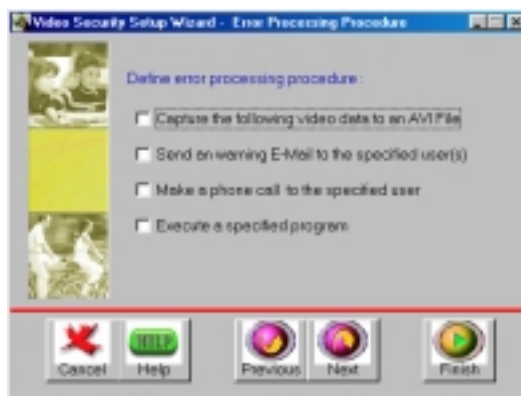 Video Security Setup Wizard - Error Processing Procedure
Define error processing procedure :
Capture the following video data to an AVI File
Send an warning E-Mail to the specified user(s)
Make a phone call to the specified user
Execute a specified program
HELP
Cancel Help Previous Next Finish